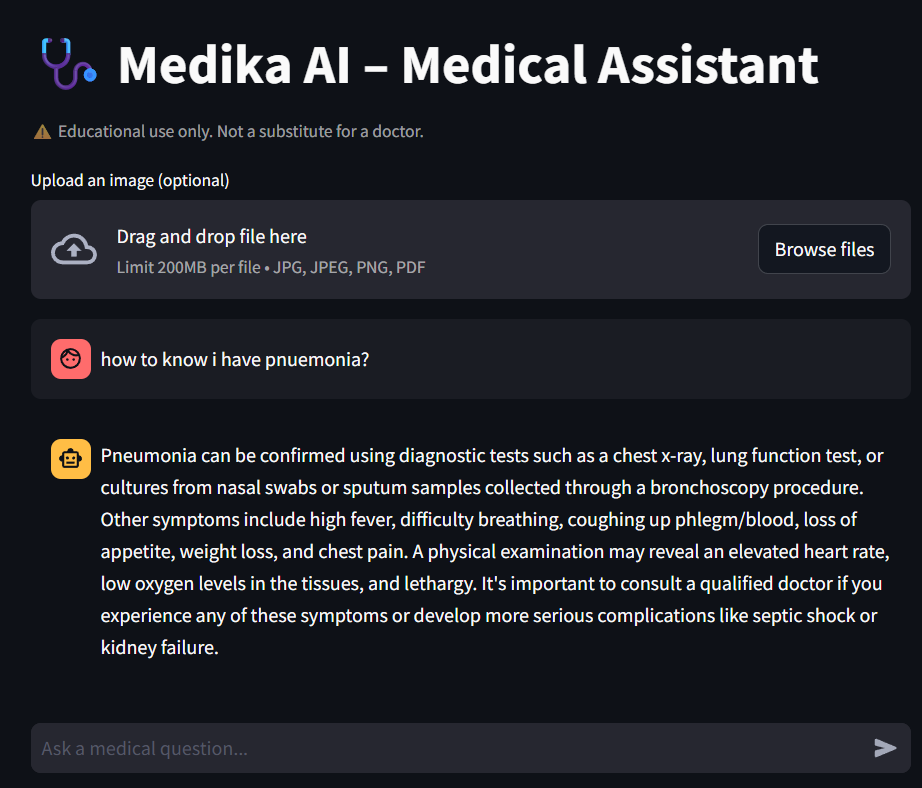 Medika AI – Medical Assistant
Educational use only. Not a substitute for a doctor.
Upload an image (optional)
Drag and drop file here
Limit 200MB per file • JPG, JPEG, PNG, PDF
Browse files
how to know i have pnuemonia?
Pneumonia can be confirmed using diagnostic tests such as a chest x-ray, lung function test, or
cultures from nasal swabs or sputum samples collected through a bronchoscopy procedure.
Other symptoms include high fever, difficulty breathing, coughing up phlegm/blood, loss of
appetite, weight loss, and chest pain. A physical examination may reveal an elevated heart rate,
low oxygen levels in the tissues, and lethargy. It's important to consult a qualified doctor if you
experience any of these symptoms or develop more serious complications like septic shock or
kidney failure.
Ask a medical question...